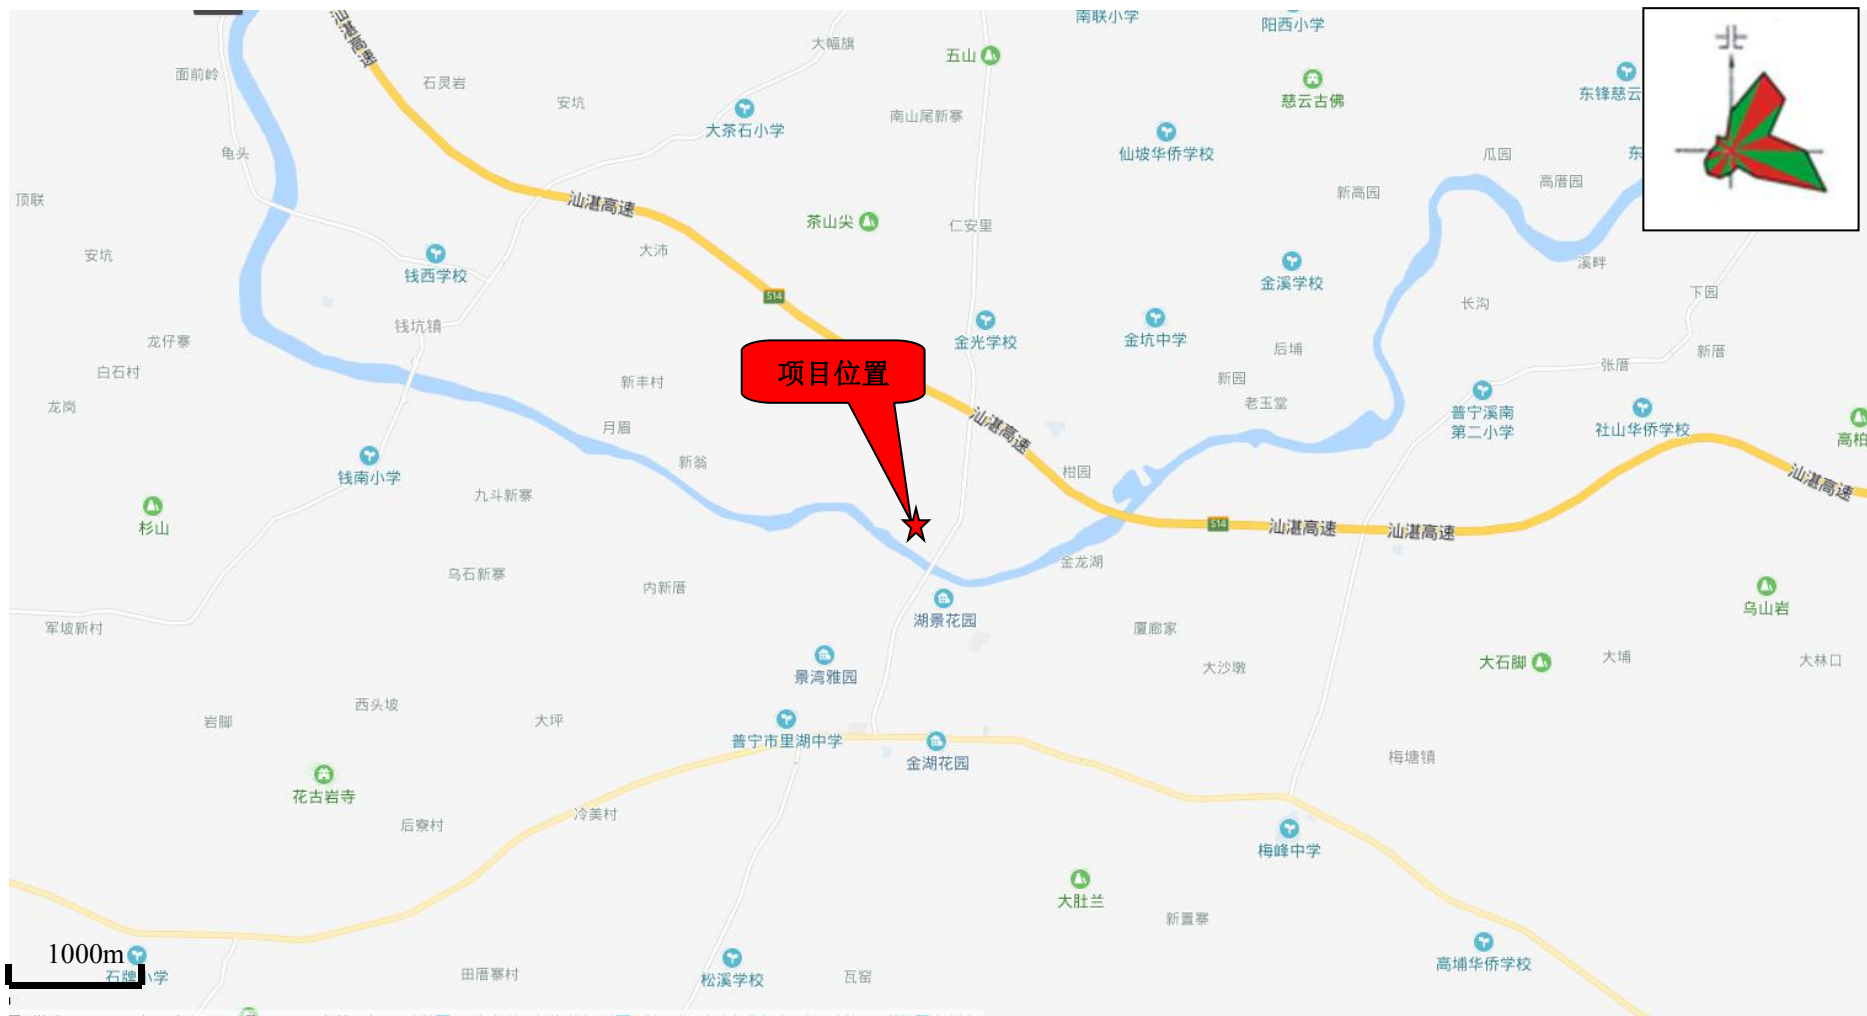 南联小学
阳西小学
汕湛高速
大幅旗
五山
北
面前岭
石灵岩
安坑
慈云古佛
东锋慈云
大茶石小学
南山尾新寨
龟头
仙坡华侨学校
瓜园
东
高厝园
新高园
顶联
汕湛高速
茶山尖
仁安里
大沛
安坑
钱西学校
金溪学校
溪畔
S14
下园
长沟
钱坑镇
金光学校
金坑中学
龙仔寨
后埔
新厝
张厝
白石村
项目位置
新丰村
新园
老玉堂
龙岗
普宁溪南
第二小学
社山华侨学校
高柏
月眉
汕湛高速
新翁
柑园
钱南小学
汕湛高速
九斗新寨
杉山
S14
汕湛高速
汕湛高速
金龙湖
乌石新寨
内新厝
乌山岩
湖景花园
军坡新村
厦廊家
景湾雅园
大沙墩
大石脚
大埔
大林口
西头坡
岩脚
大坪
普宁市里湖中学
金湖花园
梅塘镇
花古岩寺
冷美村
后寮村
梅峰中学
大肚兰
新置寨
1000m
石牌小学
田厝寨村
松溪学校
瓦窑
高埔华侨学校